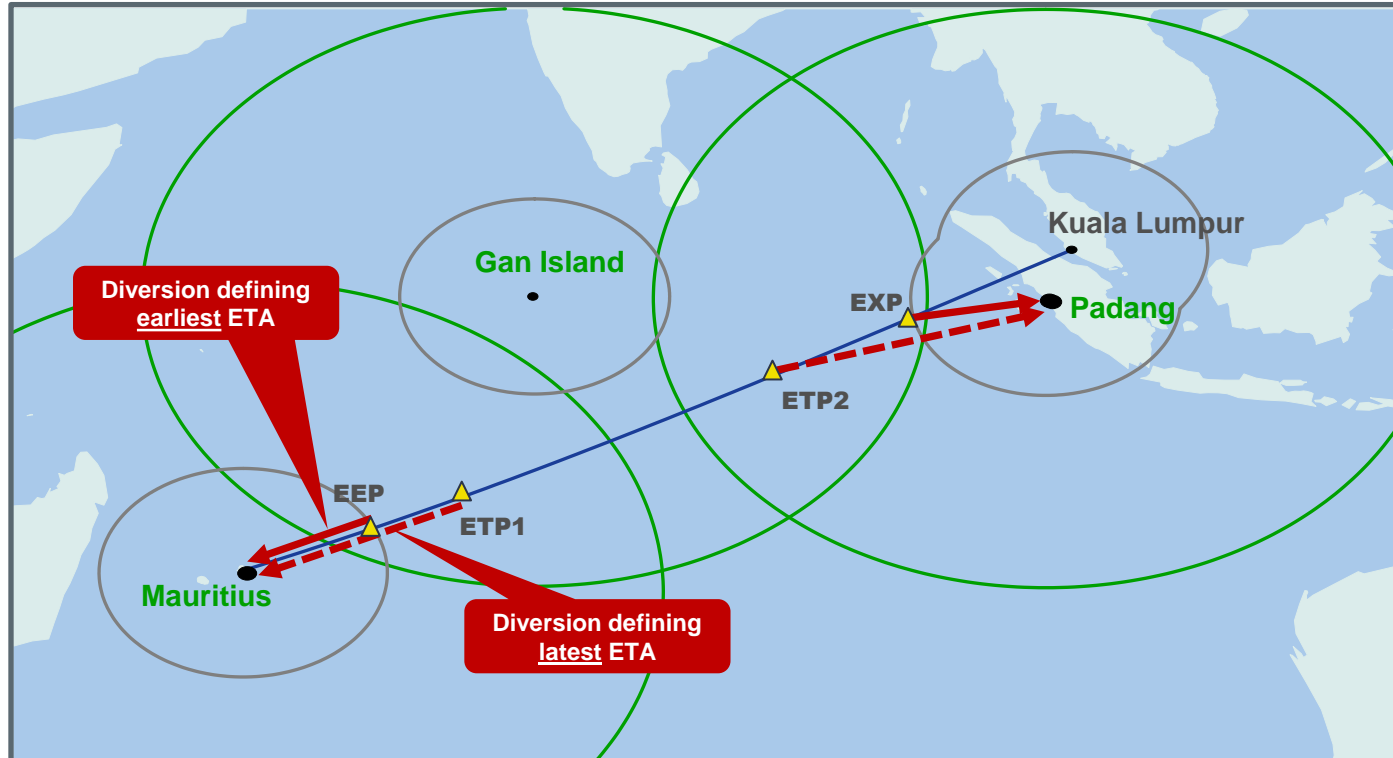 Kuala Lumpur
Gan Island
Diversion defining
earliest ETA
EXP
Padang
ETP2
EEP
ETP1
Mauritius
Diversion defining
latest ETA